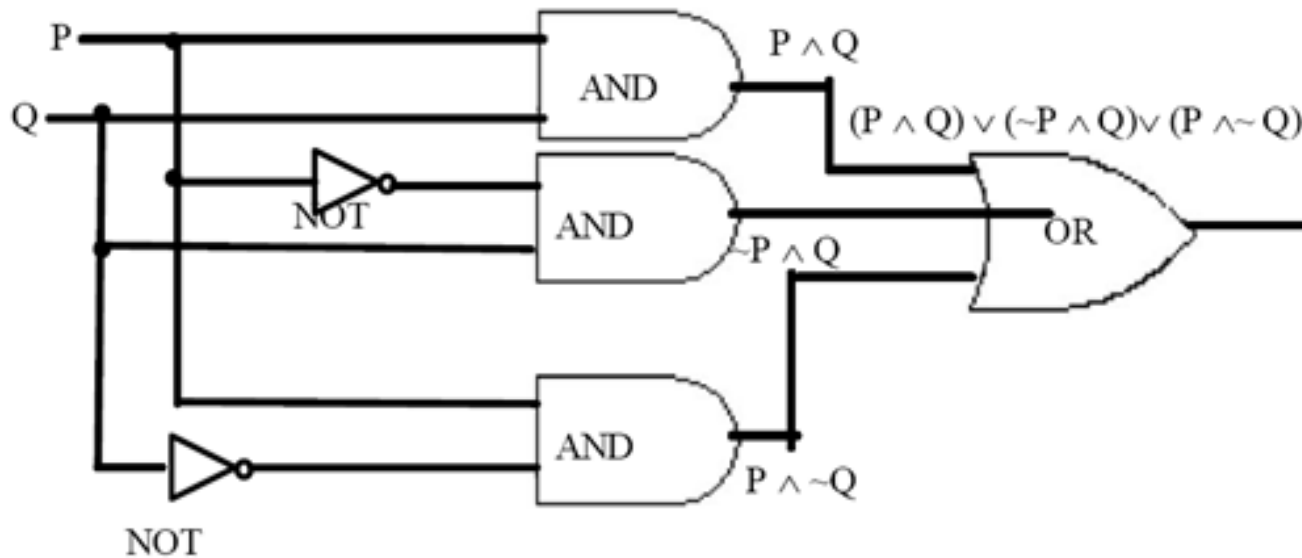 P
P ∧ Q
AND
Q
(P ∧ Q) ∨ (~P ∧ Q)∨ (P ∧~ Q)
NOT
AND
~P ∧ Q
OR
AND
P ∧ ~Q
NOT